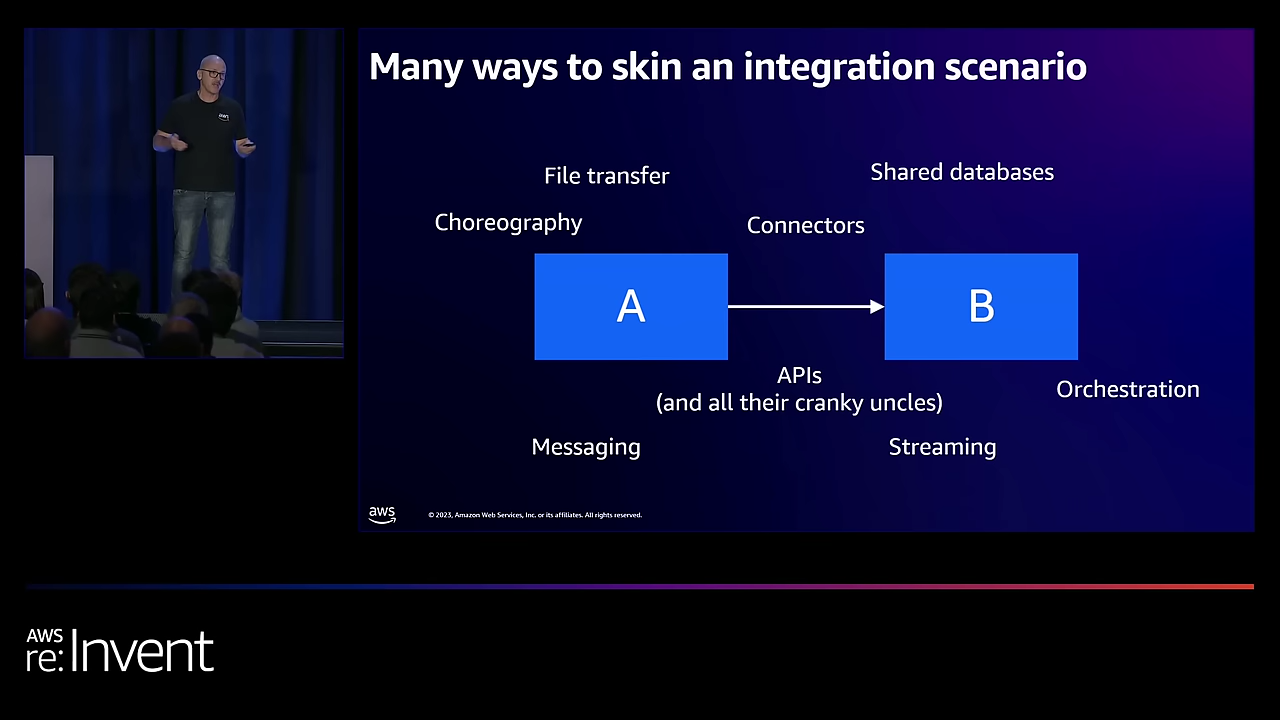 Many ways to skin an integration scenario
File transfer
Shared databases
Choreography
Connectors
A
B
APIs
(and all their cranky uncles)
Orchestration
Messaging
Streaming
aws
© 2023, Amazon Web Services, Inc. or its affiliates. All rights reserved.
aws
AWS
re:Invent